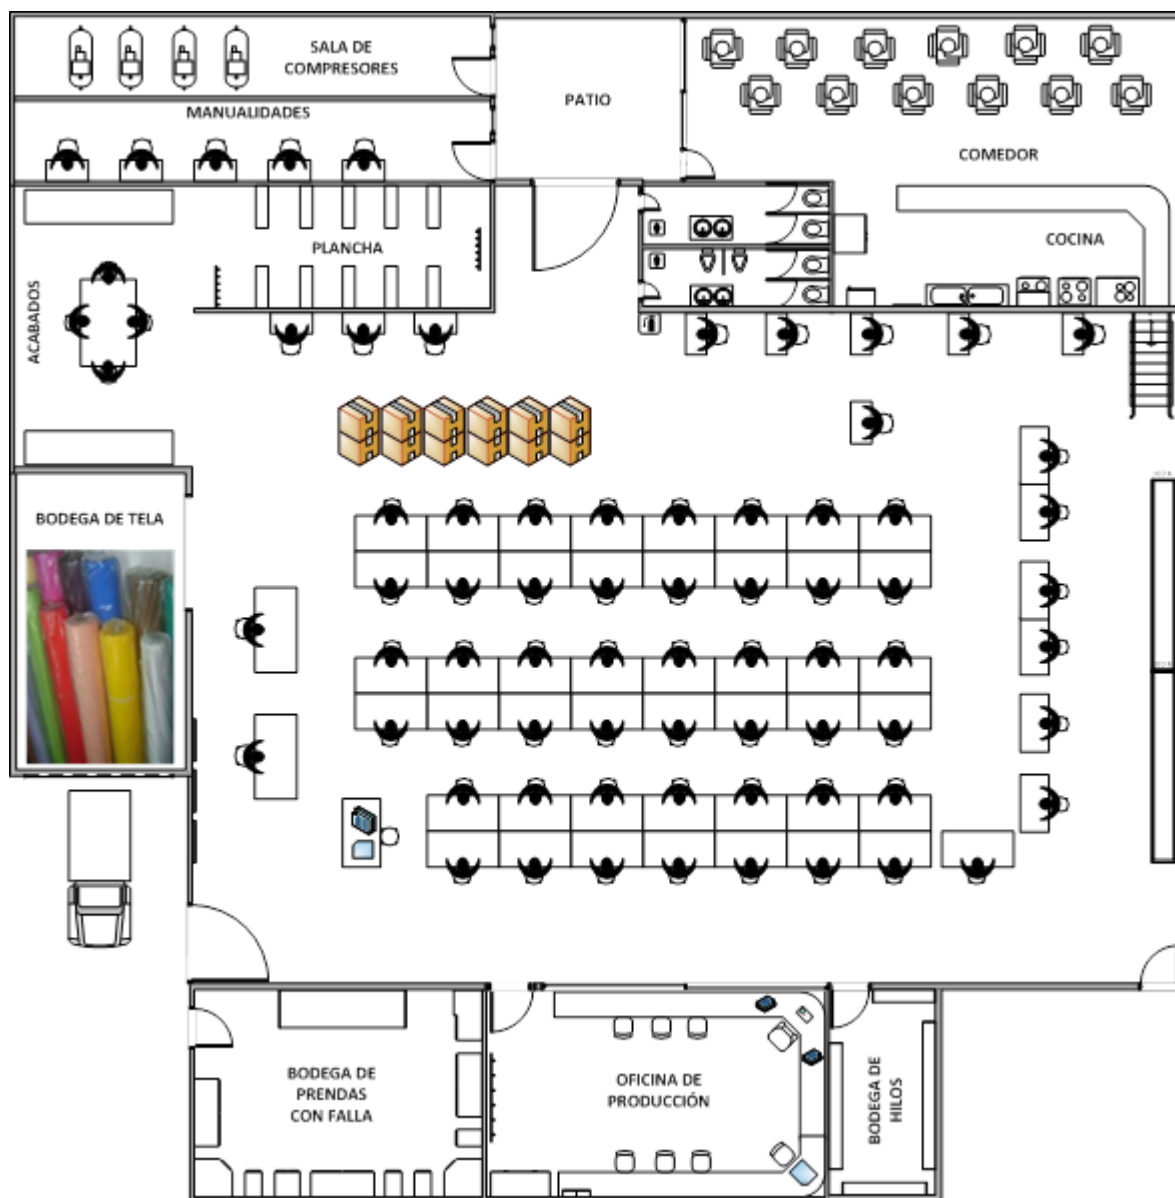 SALA DE
COMPRESORES
MANUALIDADES
PATIO
COMEDOR
PLANCHA
COCINA
ACABADOS
BODEGA DE TELA
BODEGA DE
PRENDAS
CON FALLA
OFICINA DE
PRODUCCIÓN
BODEGA DE
HILOS